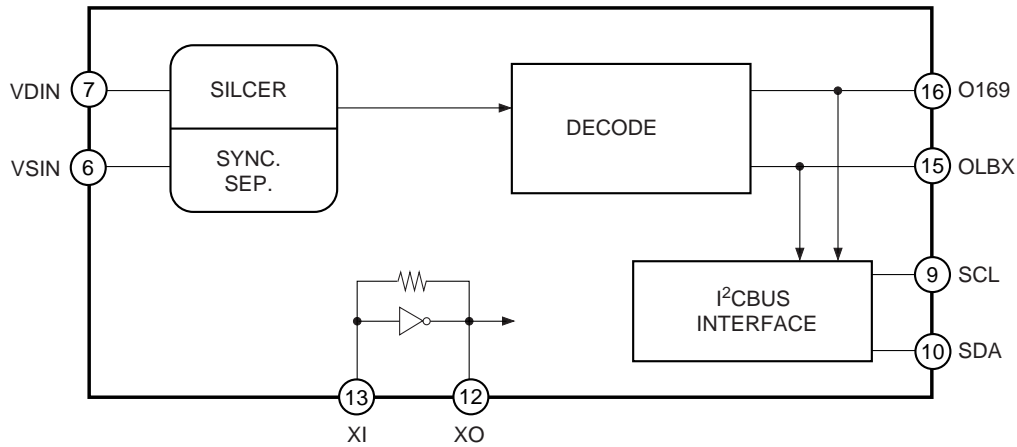 VDIN
7
SILCER
DECODE
16
O169
VSIN
6
SYNC.
SEP.
15
OLBX
I²CBUS
INTERFACE
9
SCL
10
SDA
13
12
XI
XO